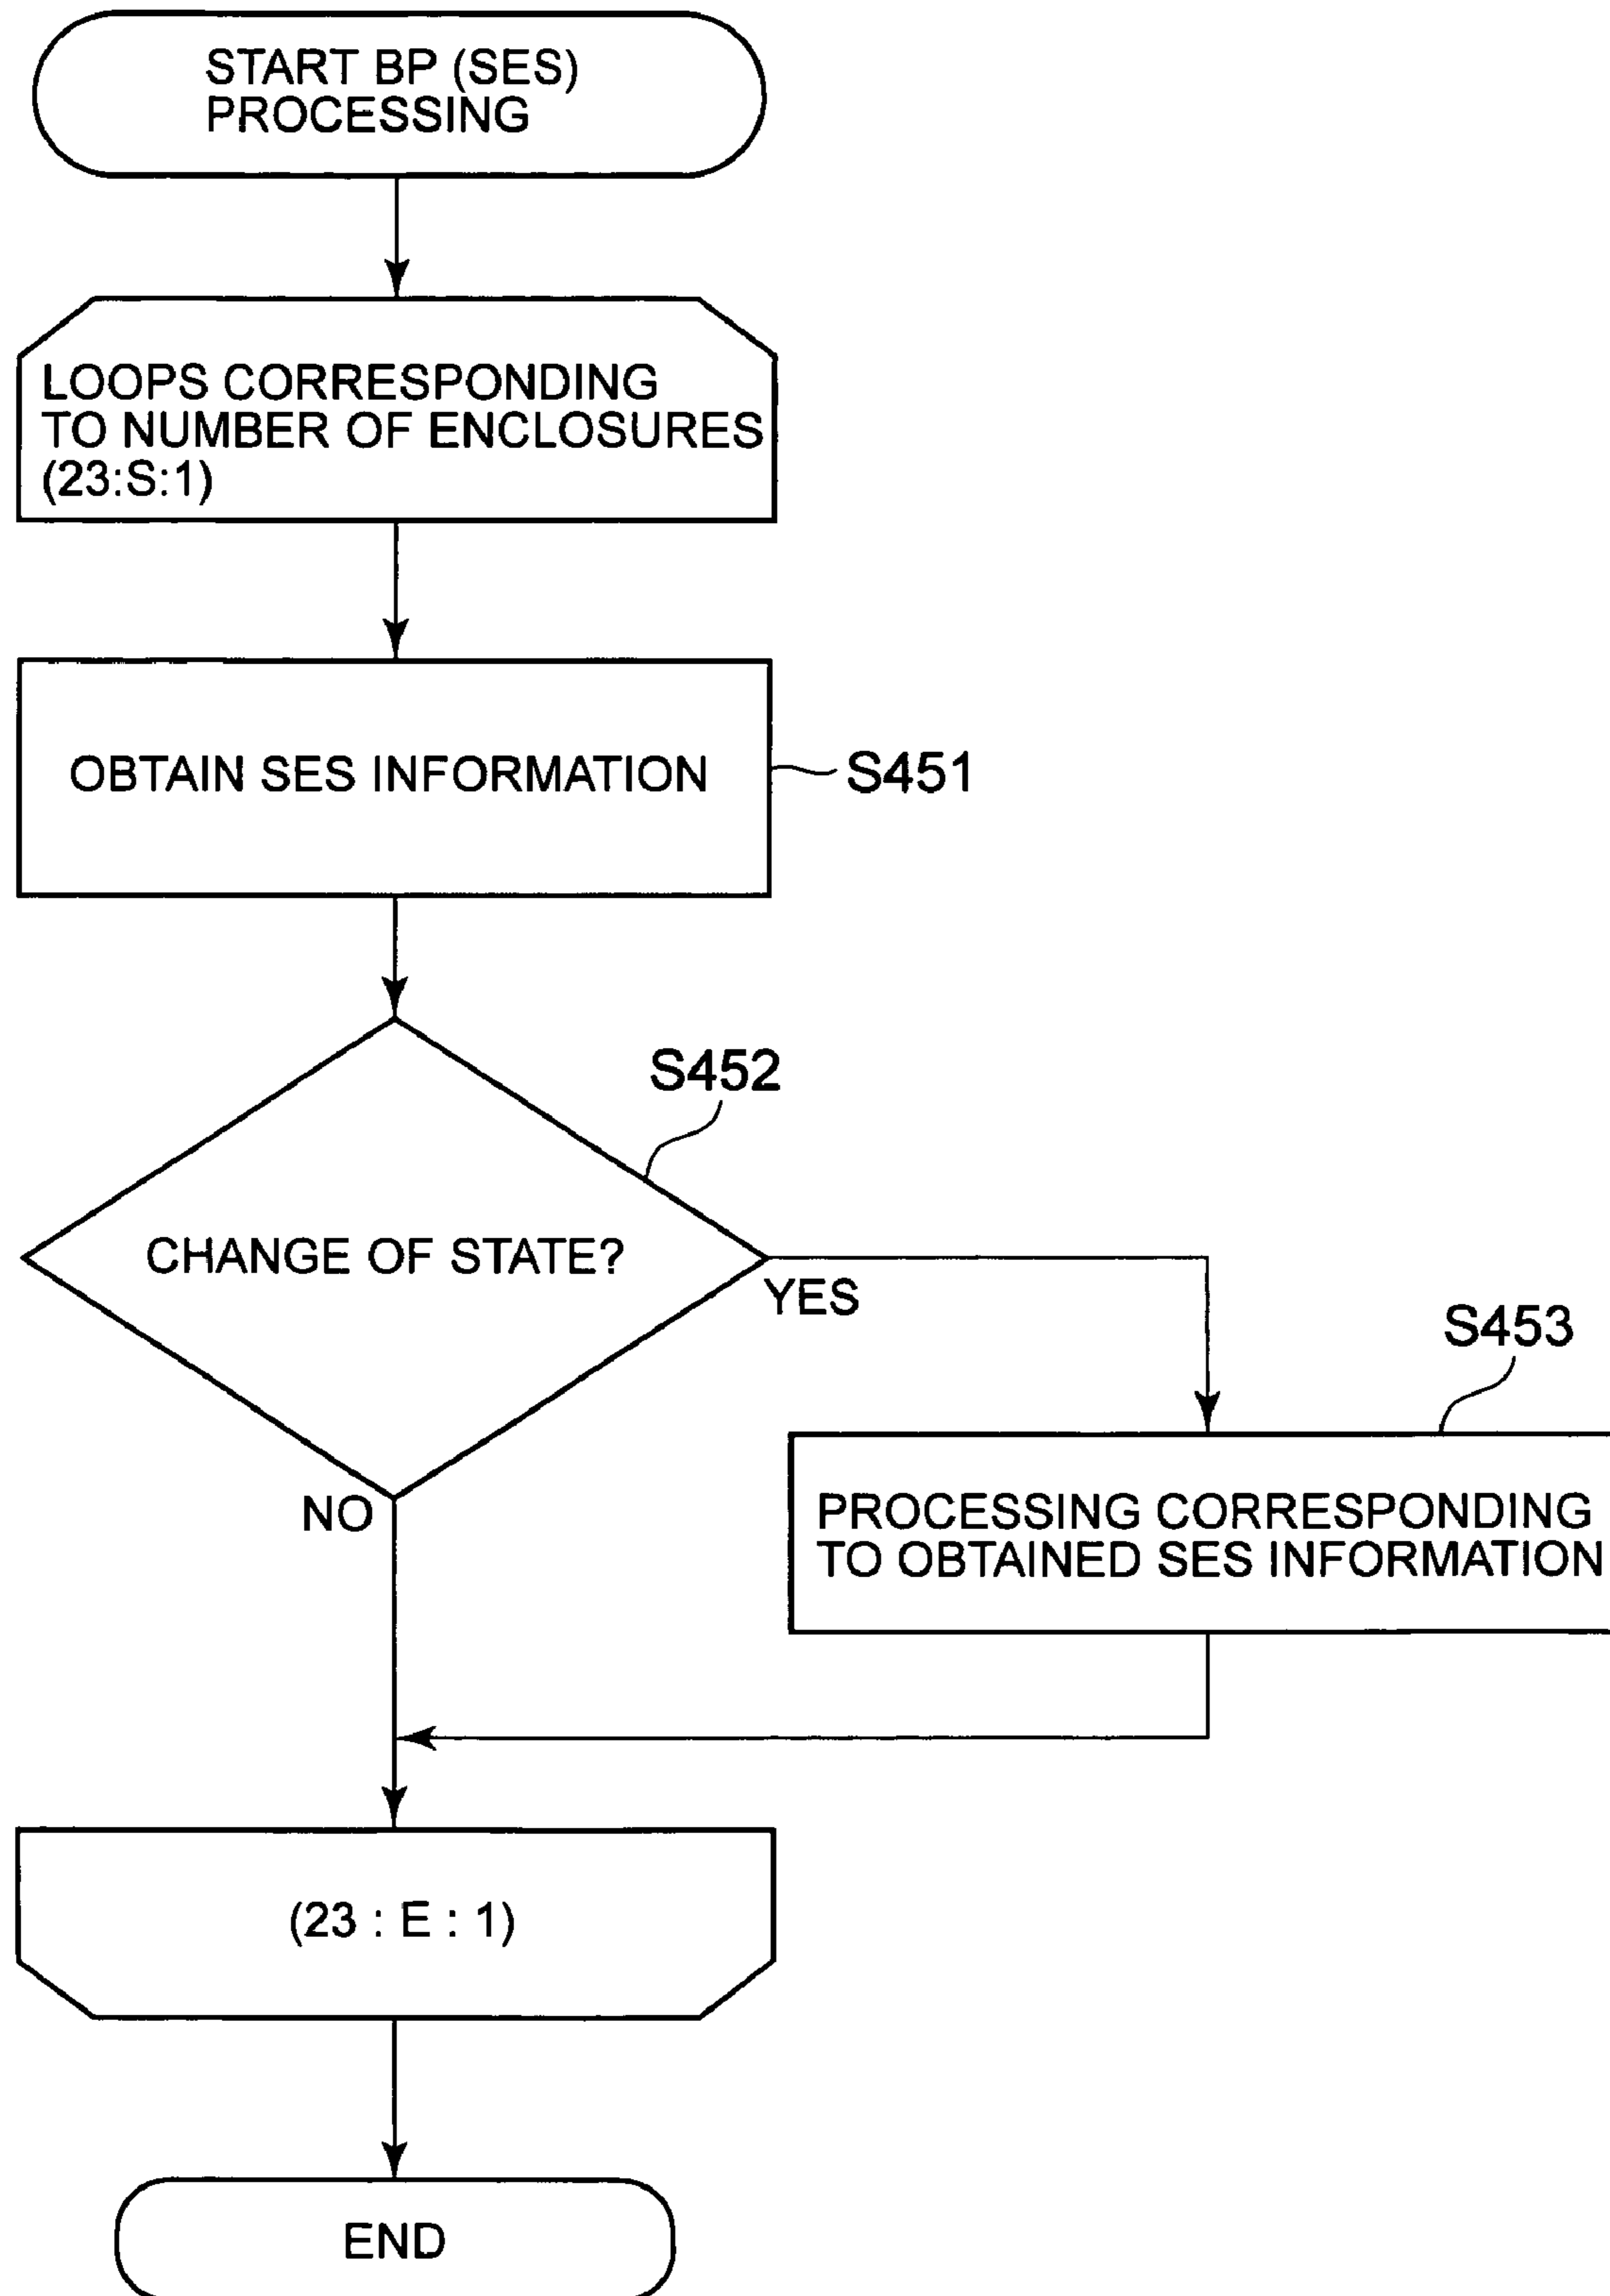 START BP (SES)
PROCESSING
LOOPS CORRESPONDING
TO NUMBER OF ENCLOSURES
(23:S:1)
OBTAIN SES INFORMATION
S451
S452
CHANGE OF STATE?
YES
S453
NO
PROCESSING CORRESPONDING
TO OBTAINED SES INFORMATION
(23 : E : 1)
END